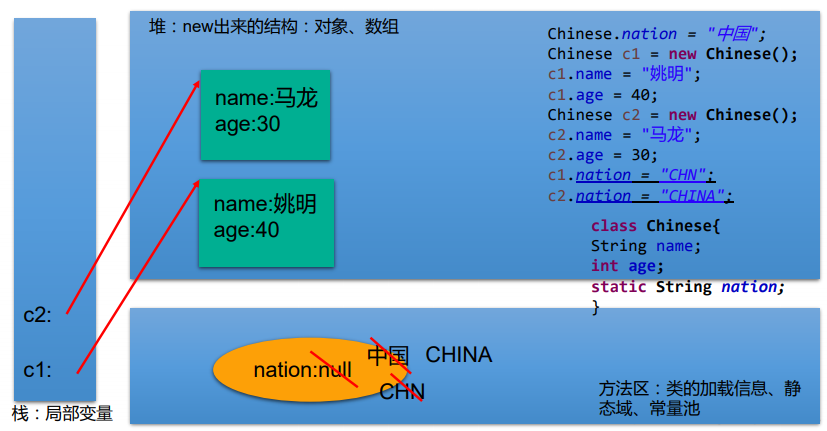 堆：new出来的结构：对象、数组
name:马龙
age:30
name:姚明
age:40
Chinese.nation = "中国";
Chinese c1 = new Chinese();
c1.name = "姚明";
c1.age = 40;
Chinese c2 = new Chinese();
c2.name = "马龙";
c2.age = 30;
c1.nation = "CHN";
c2.nation = "CHINA";
class Chinese{
String name;
int age;
static String nation;
}
c2:
c1:
栈：局部变量
nation:null
中国
CHINA
CHN
方法区：类的加载信息、静
态域、常量池